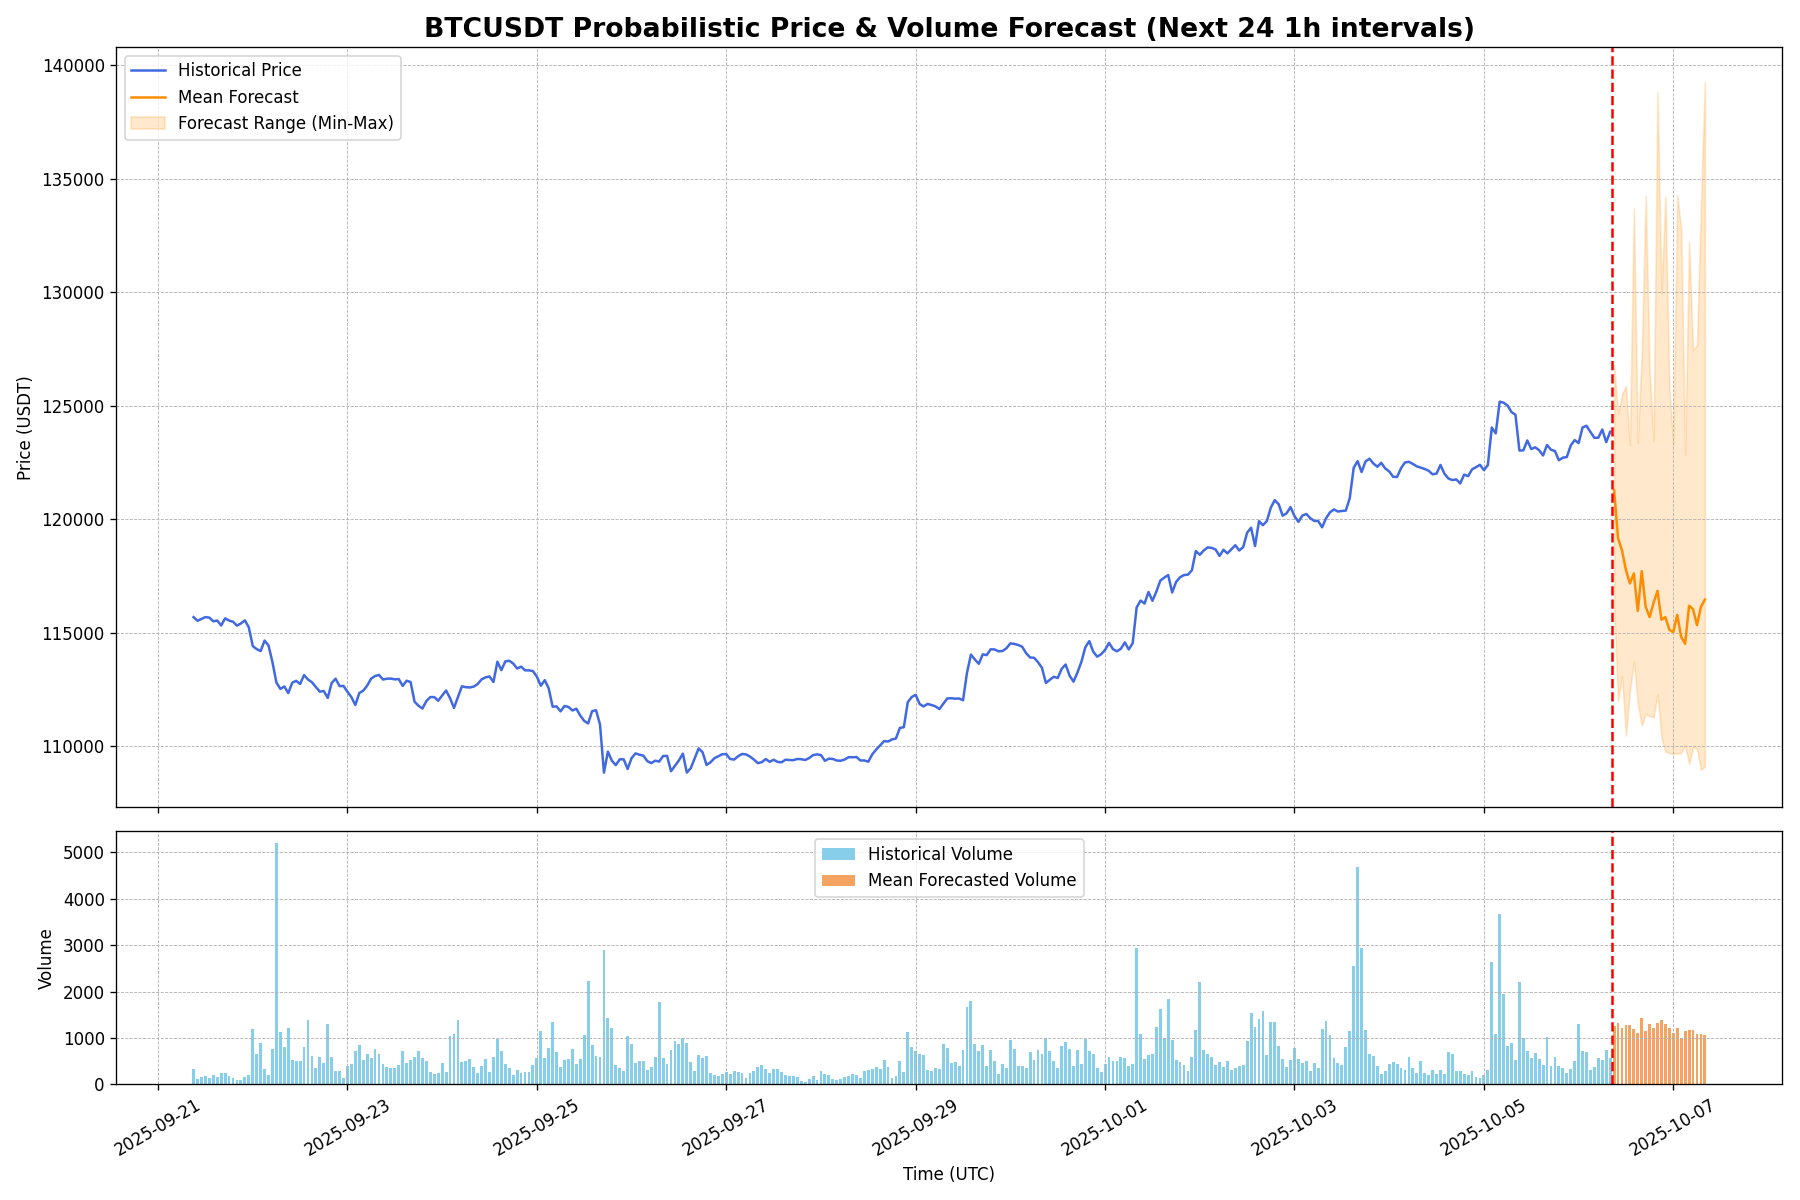 BTCUSDT Probabilistic Price & Volume Forecast (Next 24 1h intervals)
Historical Price
Mean Forecast
Forecast Range (Min-Max)
Price (USDT)
140000
135000
130000
125000
120000
115000
110000
Historical Volume
Mean Forecasted Volume
Volume
5000
4000
3000
2000
1000
0
2025-09-21
2025-09-23
2025-09-25
2025-09-27
2025-09-29
2025-10-01
2025-10-03
2025-10-05
2025-10-07
Time (UTC)